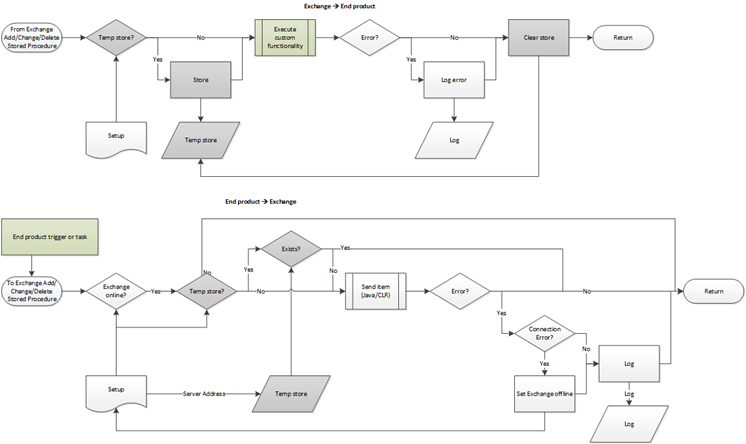 Exchange → End product
From Exchange
Add/Change/Delete
Stored Procedure
Temp store?
No
Execute
custom
functionality
Error?
No
Clear store
Return
Yes
Yes
Store
Log error
Setup
Temp store
Log
End product → Exchange
End product trigger or task
Exists?
Yes
Yes
No
No
To Exchange Add/
Change/Delete
Stored Procedure
Exchange
online?
Yes
Temp store?
No
Send item
(Java/CLR)
Error?
No
Return
Yes
Connection
Error?
No
Yes
Log
Setup
Server Address
Temp store
Set Exchange offline
Log
Log